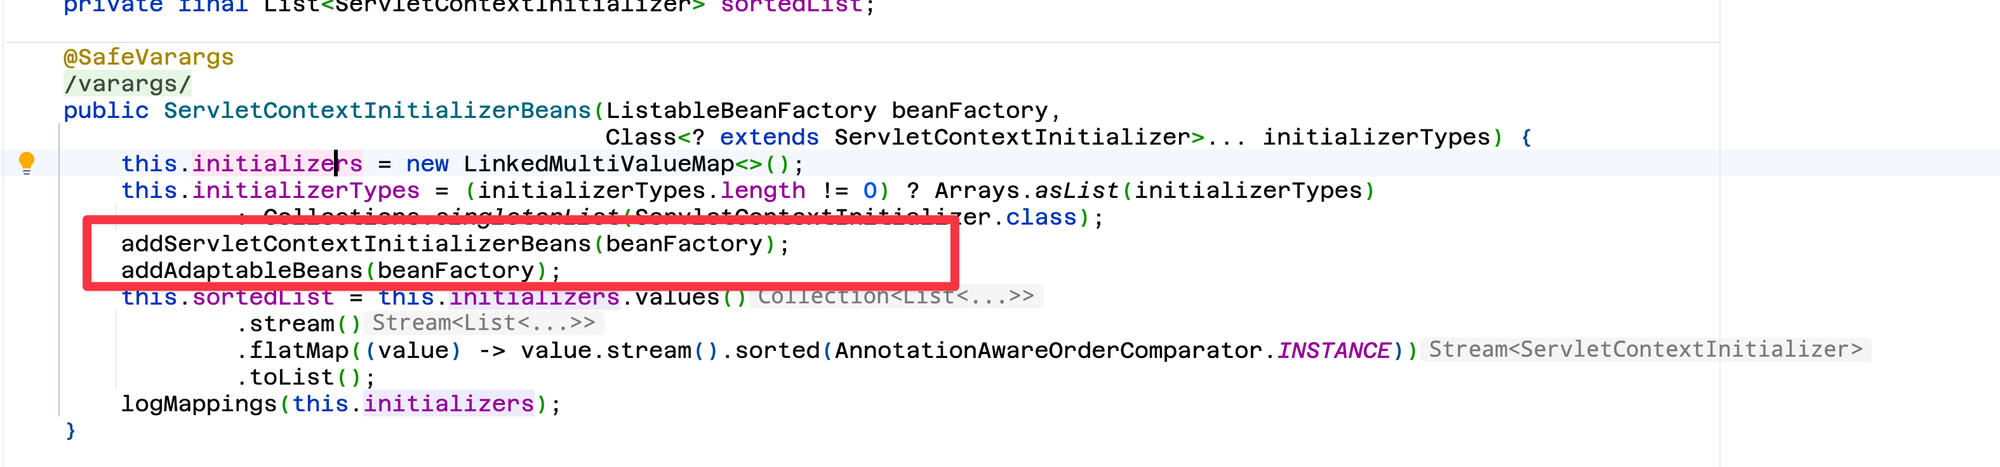 private final List<ServletContextInitializer> sortedList;
@SafeVarargs
/varargs/
public ServletContextInitializerBeans(ListableBeanFactory beanFactory,
Class<? extends ServletContextInitializer>... initializerTypes) {
this.initializers = new LinkedMultiValueMap<>();
this.initializerTypes = (initializerTypes.length != 0) ? Arrays.asList(initializerTypes)
: Collections.singletonList(ServletContextInitializer.class);
addServletContextInitializerBeans(beanFactory);
addAdaptableBeans(beanFactory);
this.sortedList = this.initializers.values() Collection<List<...>>
.stream() Stream<List<...>>
.flatMap((value) -> value.stream().sorted(AnnotationAwareOrderComparator.INSTANCE)) Stream<ServletContextInitializer>
.toList();
logMappings(this.initializers);
}